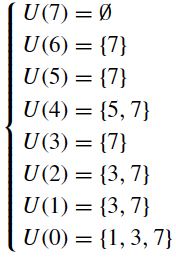 U(7) = ∅
U(6) = {7}
U(5) = {7}
U(4) = {5, 7}
U(3) = {7}
U(2) = {3, 7}
U(1) = {3, 7}
U(0) = {1, 3, 7}